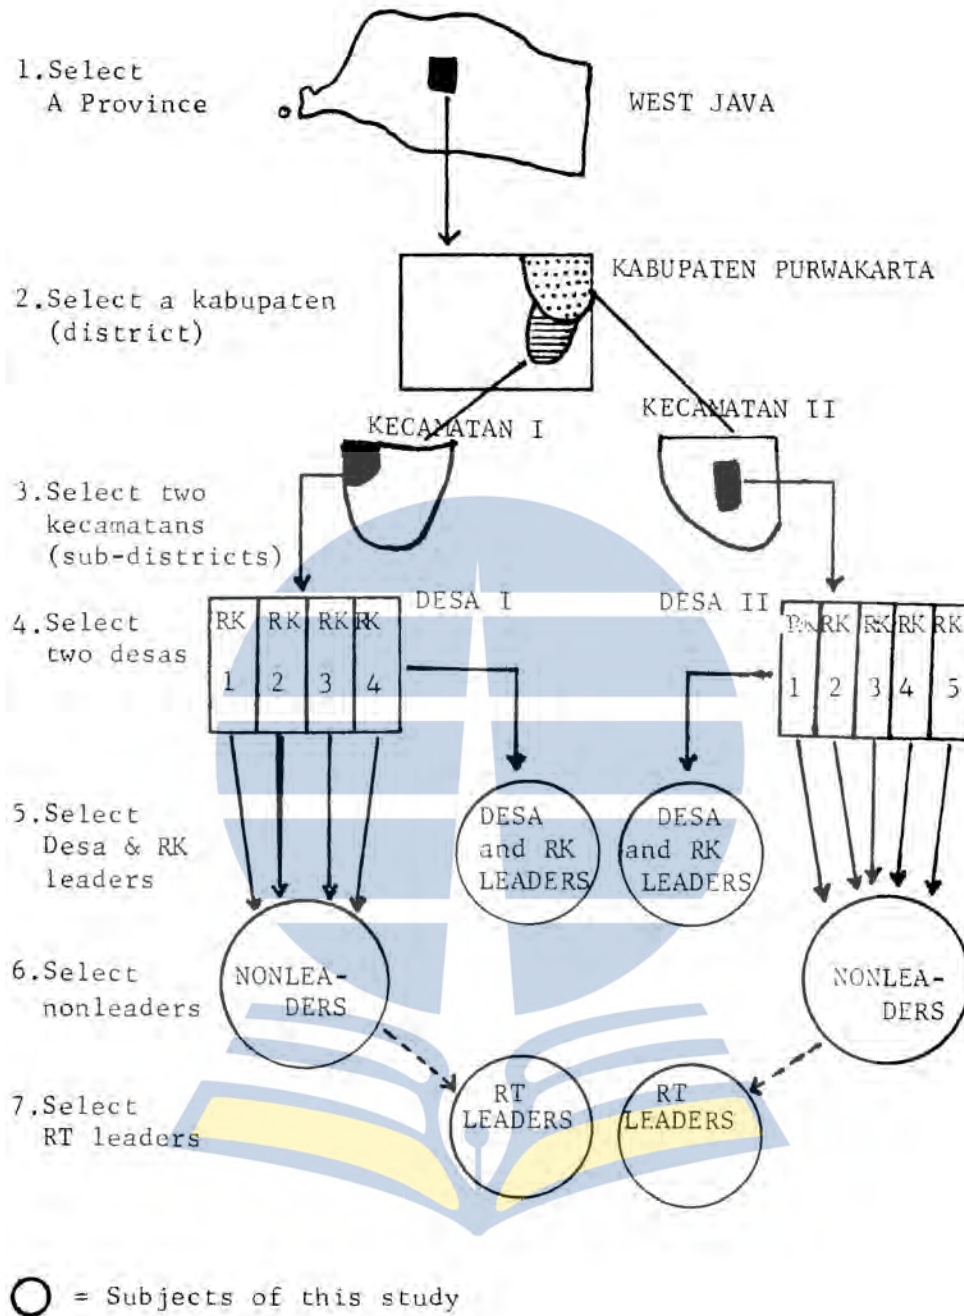 1.Select
A Province
WEST JAVA
KABUPATEN PURWAKARTA
2.Select a kabupaten
(district)
KECAMATAN I
KECAMATAN II
3.Select two
kecamatans
(sub-districts)
DESA I
DESA II
4.Select
two desas
RK RK RK RK
1 2 3 4
RK RK RK RK RK
1 2 3 4 5
5.Select
Desa & RK
leaders
DESA
and RK
LEADERS
DESA
and RK
LEADERS
6.Select
nonleaders
NONLEA-
DERS
NONLEA-
DERS
7.Select
RT leaders
RT
LEADERS
RT
LEADERS
= Subjects of this study